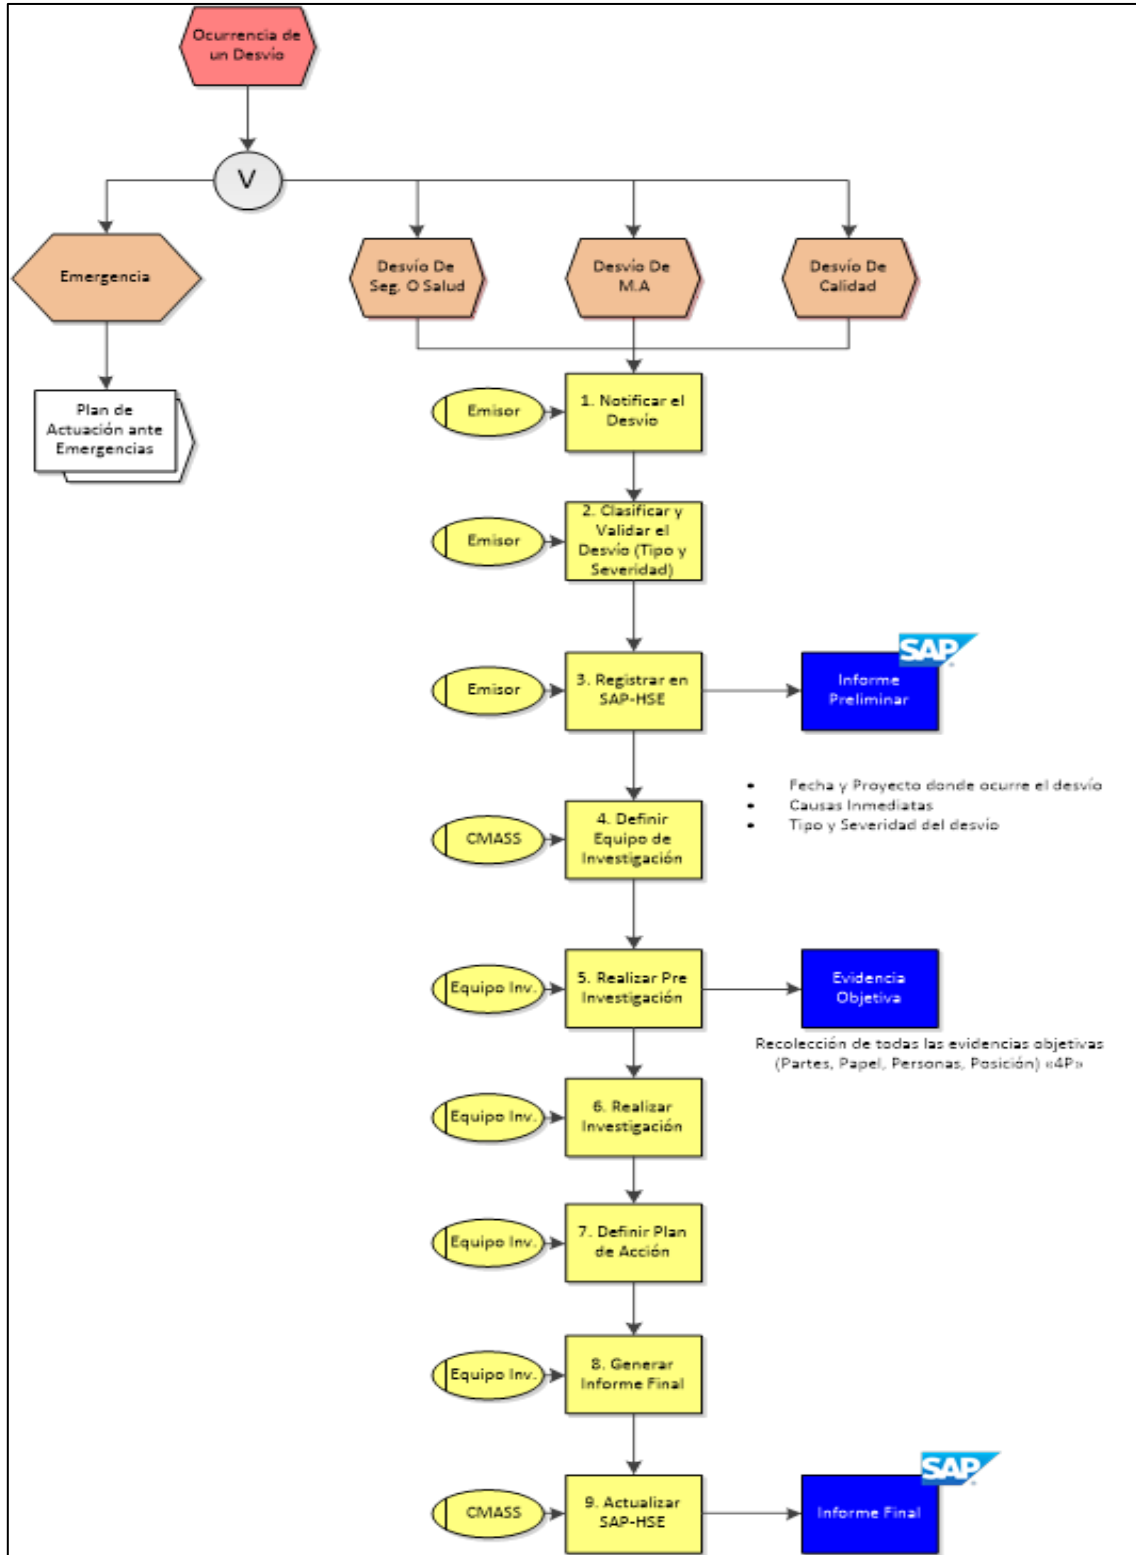 Ocurrencia de
un Desvío
V
Emergencia
Desvío De
Seg. O Salud
Desvío De
M.A
Desvío De
Calidad
Plan de
Actuación ante
Emergencias
Emisor
1. Notificar el
Desvío
Emisor
2. Clasificar y
Validar el
Desvío (Tipo y
Severidad)
Emisor
3. Registrar en
SAP-HSE
SAP
Informe
Preliminar
• Fecha y Proyecto donde ocurre el desvío
• Causas Inmediatas
• Tipo y Severidad del desvío
CMASS
4. Definir
Equipo de
Investigación
Equipo Inv.
5. Realizar Pre
Investigación
Evidencia
Objetiva
Recolección de todas las evidencias objetivas
(Partes, Papel, Personas, Posición) «4P»
Equipo Inv.
6. Realizar
Investigación
Equipo Inv.
7. Definir Plan
de Acción
Equipo Inv.
8. Generar
Informe Final
CMASS
9. Actualizar
SAP-HSE
SAP
Informe Final